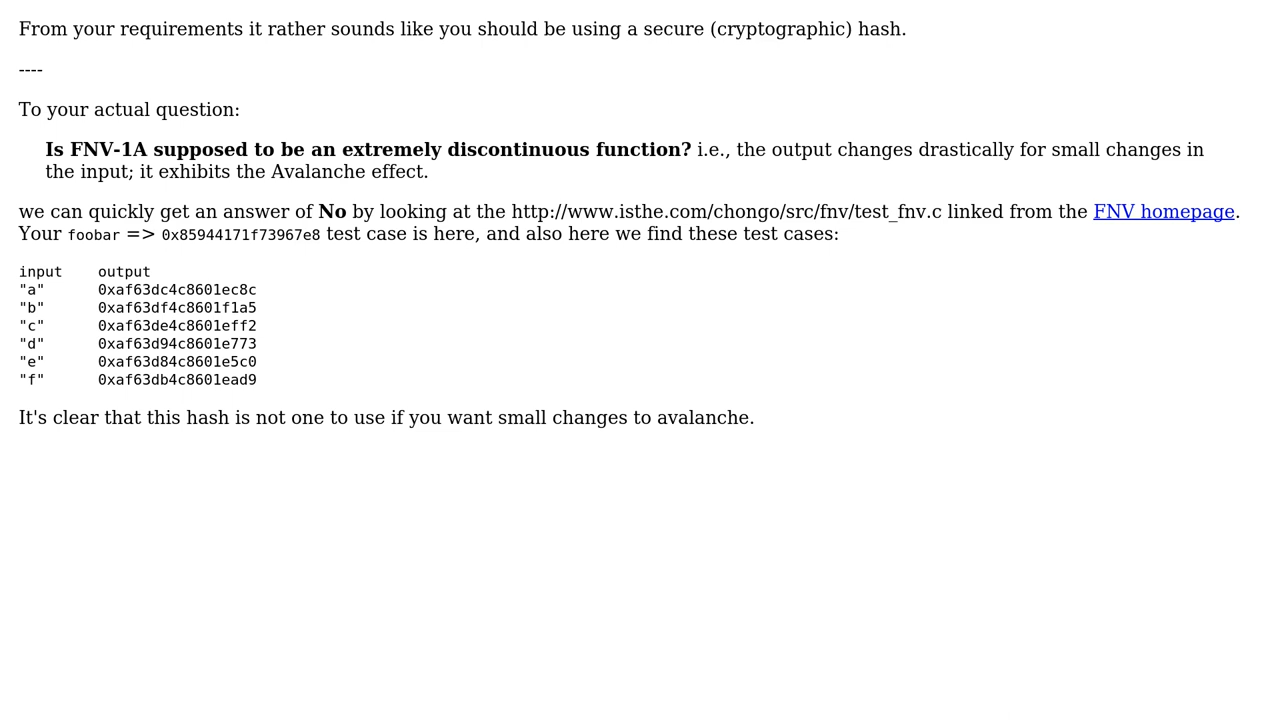 From your requirements it rather sounds like you should be using a secure (cryptographic) hash.
----
To your actual question:
Is FNV-1A supposed to be an extremely discontinuous function? i.e., the output changes drastically for small changes in
the input; it exhibits the Avalanche effect.
we can quickly get an answer of No by looking at the http://www.isthe.com/chongo/src/fnv/test_fnv.c linked from the FNV homepage.
Your foobar => 0x85944171f73967e8 test case is here, and also here we find these test cases:
input    output
"a"      0xaf63dc4c8601ec8c
"b"      0xaf63df4c8601f1a5
"c"      0xaf63de4c8601eff2
"d"      0xaf63d94c8601e773
"e"      0xaf63d84c8601e5c0
"f"      0xaf63db4c8601ead9
It's clear that this hash is not one to use if you want small changes to avalanche.